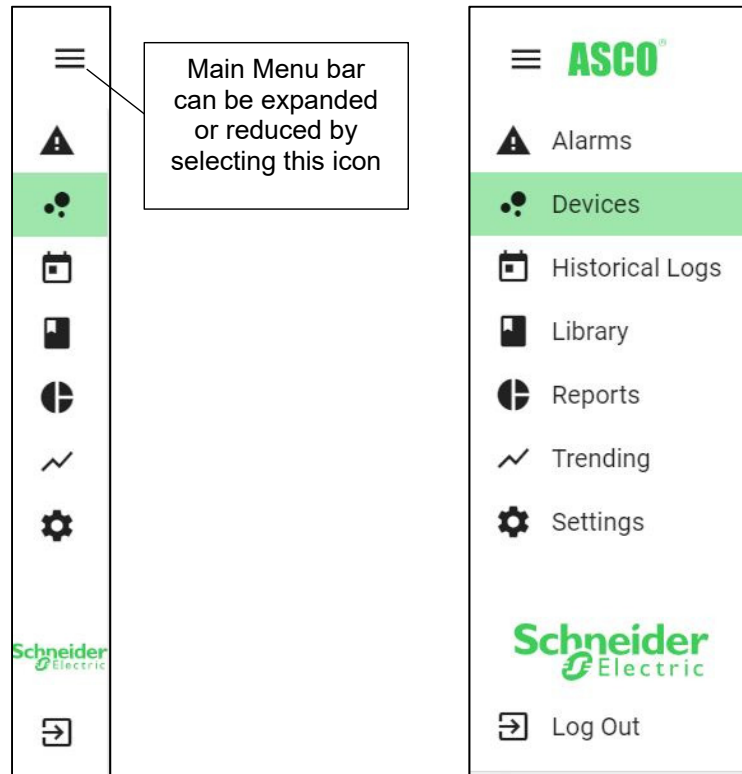 Main Menu bar
can be expanded
or reduced by
selecting this icon
Schneider
Electric
ASCO®
Alarms
Devices
Historical Logs
Library
Reports
Trending
Settings
Schneider
Electric
Log Out